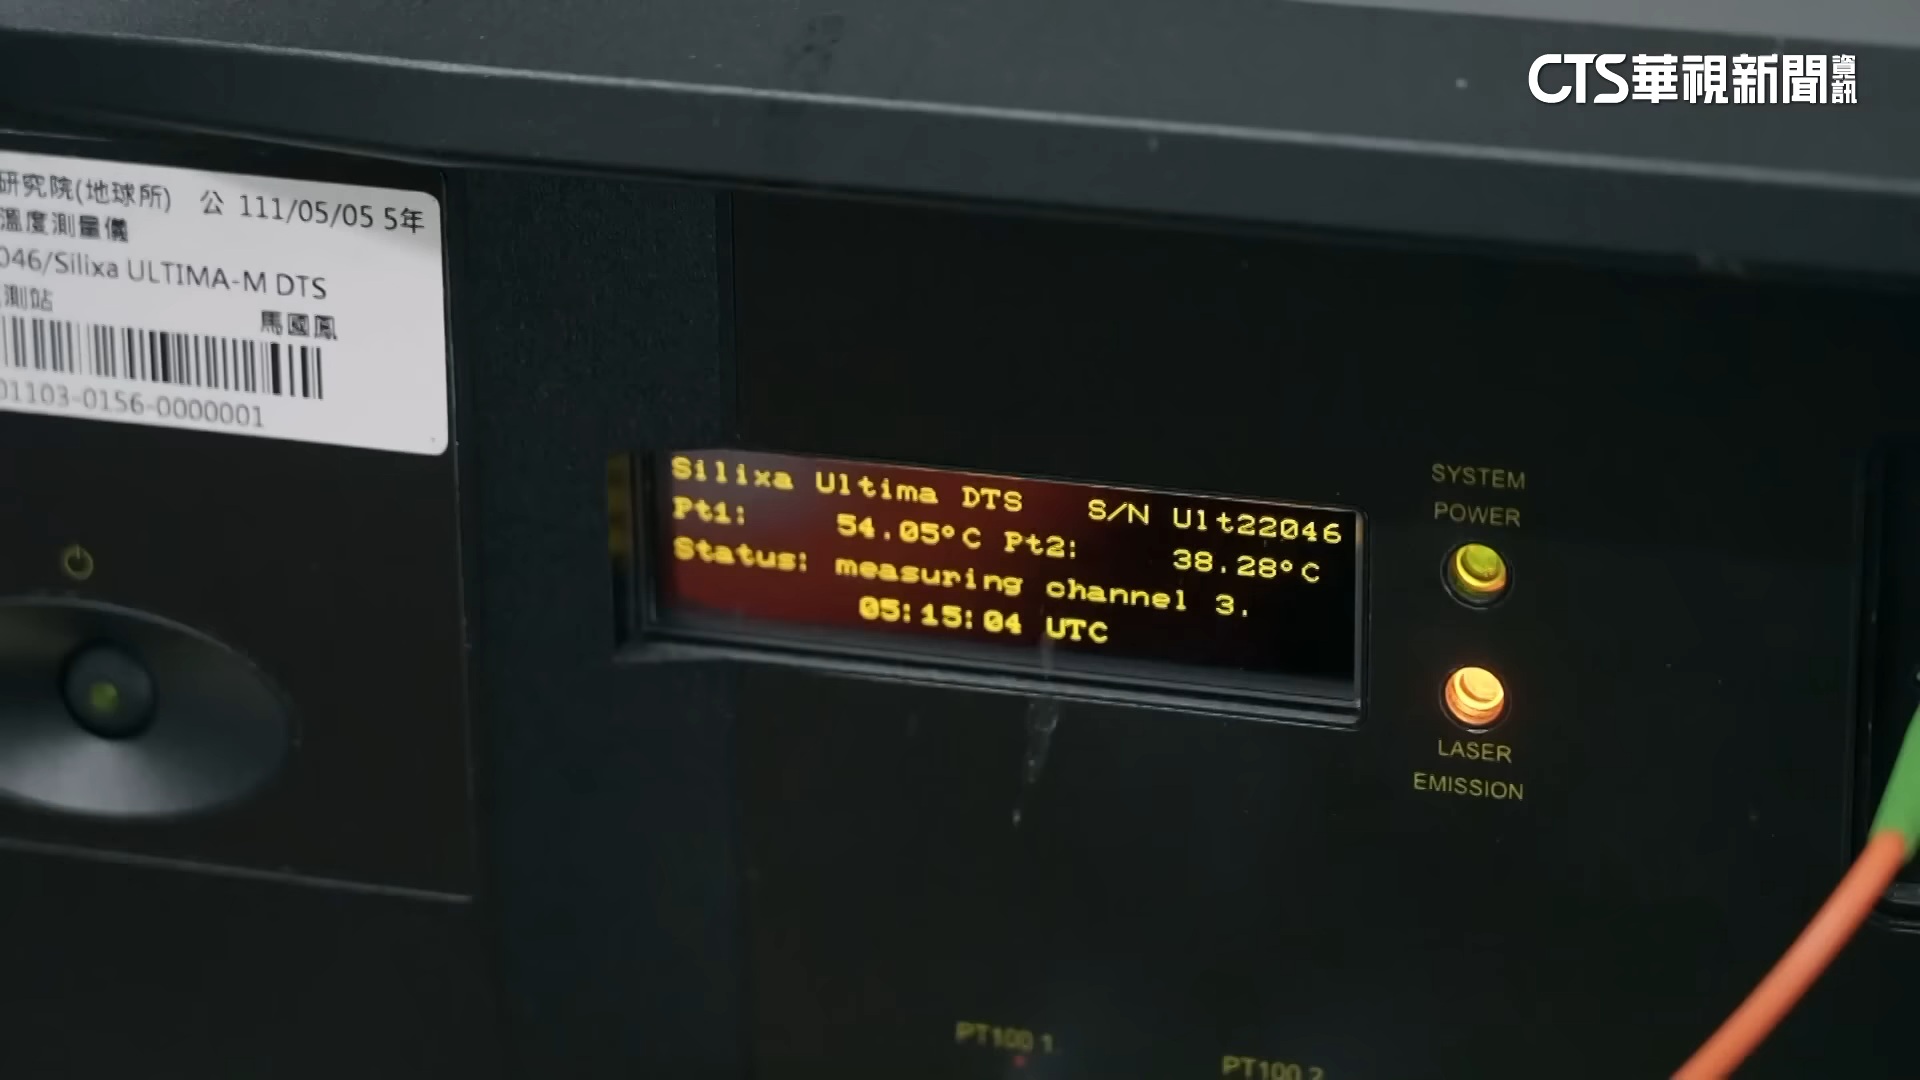 CTS華視新聞資訊
研究院(地球所) 公 111/05/05 5年
溫度測量儀
046/Silixa ULTIMA-M DTS
測站
馬國鳳
01103-0156-0000001
Silixa Ultima DTS S/N Ult22046
Pt1: 54.05°C Pt2: 38.28°C
Status: measuring channel 3.
05:15:04 UTC
SYSTEM
POWER
LASER
EMISSION
PT100 1
PT100 2